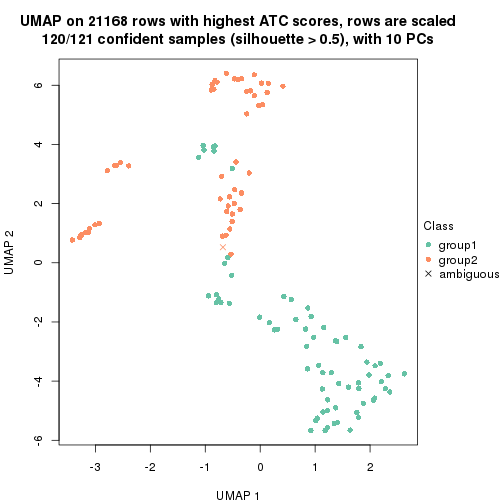 UMAP on 21168 rows with highest ATC scores, rows are scaled
120/121 confident samples (silhouette > 0.5), with 10 PCs
6
4
2
0
-2
-4
-6
UMAP 2
-3
-2
-1
0
1
2
UMAP 1
Class
group1
group2
ambiguous